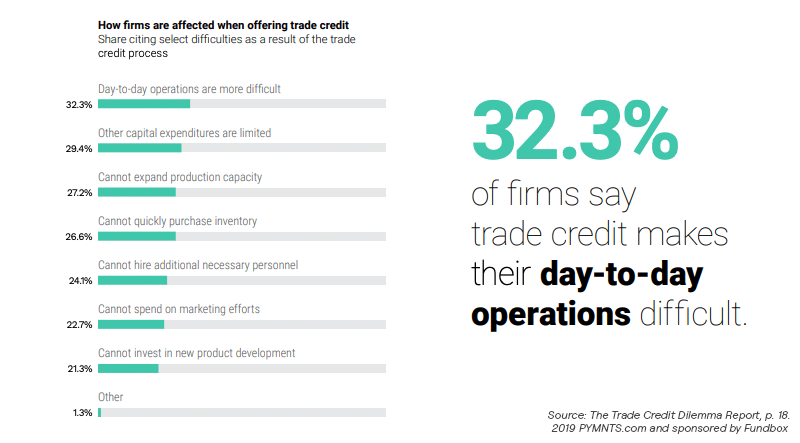 How firms are affected when offering trade credit
Share citing select difficulties as a result of the trade
credit process
Day-to-day operations are more difficult
32.3%
Other capital expenditures are limited
29.4%
Cannot expand production capacity
27.2%
Cannot quickly purchase inventory
26.6%
Cannot hire additional necessary personnel
24.1%
Cannot spend on marketing efforts
22.7%
Cannot invest in new product development
21.3%
Other
1.3%
32.3%
of firms say
trade credit makes
their day-to-day
operations difficult.
Source: The Trade Credit Dilemma Report, p. 18.
2019 PYMNTS.com and sponsored by Fundbox